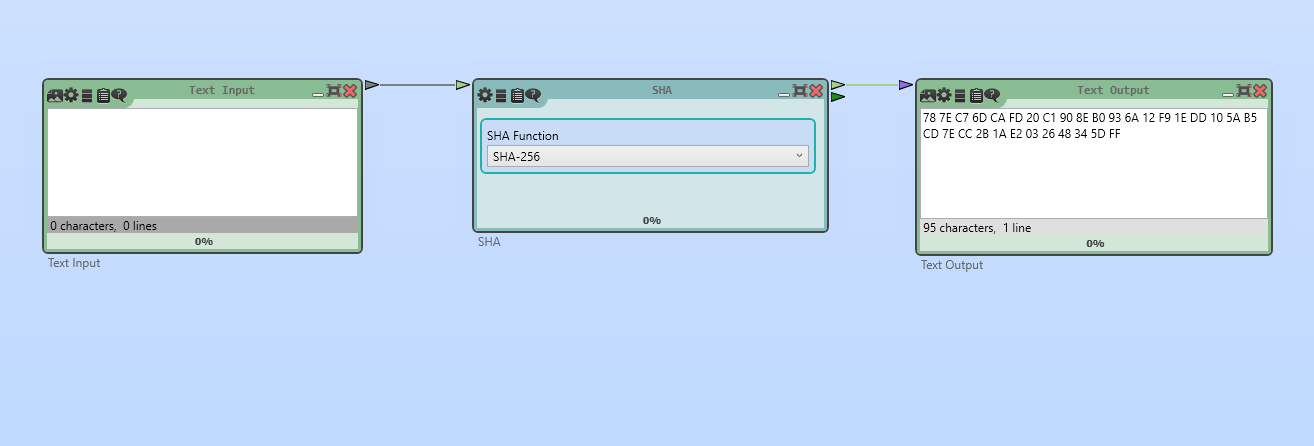 Text Input
0 characters, 0 lines
0%
Text Input
SHA
SHA Function
SHA-256
0%
SHA
Text Output
78 7E C7 6D CA FD 20 C1 90 8E B0 93 6A 12 F9 1E DD 10 5A B5
CD 7E CC 2B 1A E2 03 26 48 34 5D FF
95 characters, 1 line
0%
Text Output